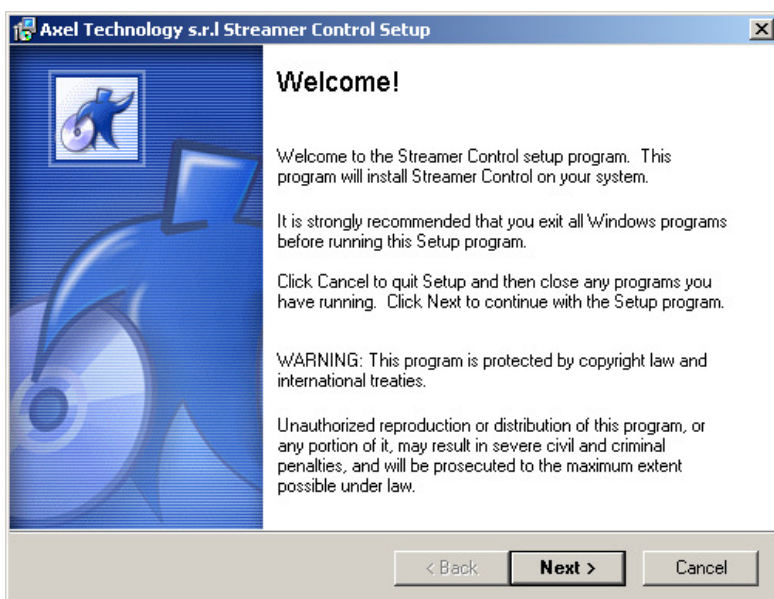 Axel Technology s.r.l Streamer Control Setup
Welcome!
Welcome to the Streamer Control setup program.  This
program will install Streamer Control on your system.
It is strongly recommended that you exit all Windows programs
before running this Setup program.
Click Cancel to quit Setup and then close any programs you
have running.  Click Next to continue with the Setup program.
WARNING: This program is protected by copyright law and
international treaties.
Unauthorized reproduction or distribution of this program, or
any portion of it, may result in severe civil and criminal
penalties, and will be prosecuted to the maximum extent
possible under law.
< Back   Next >   Cancel